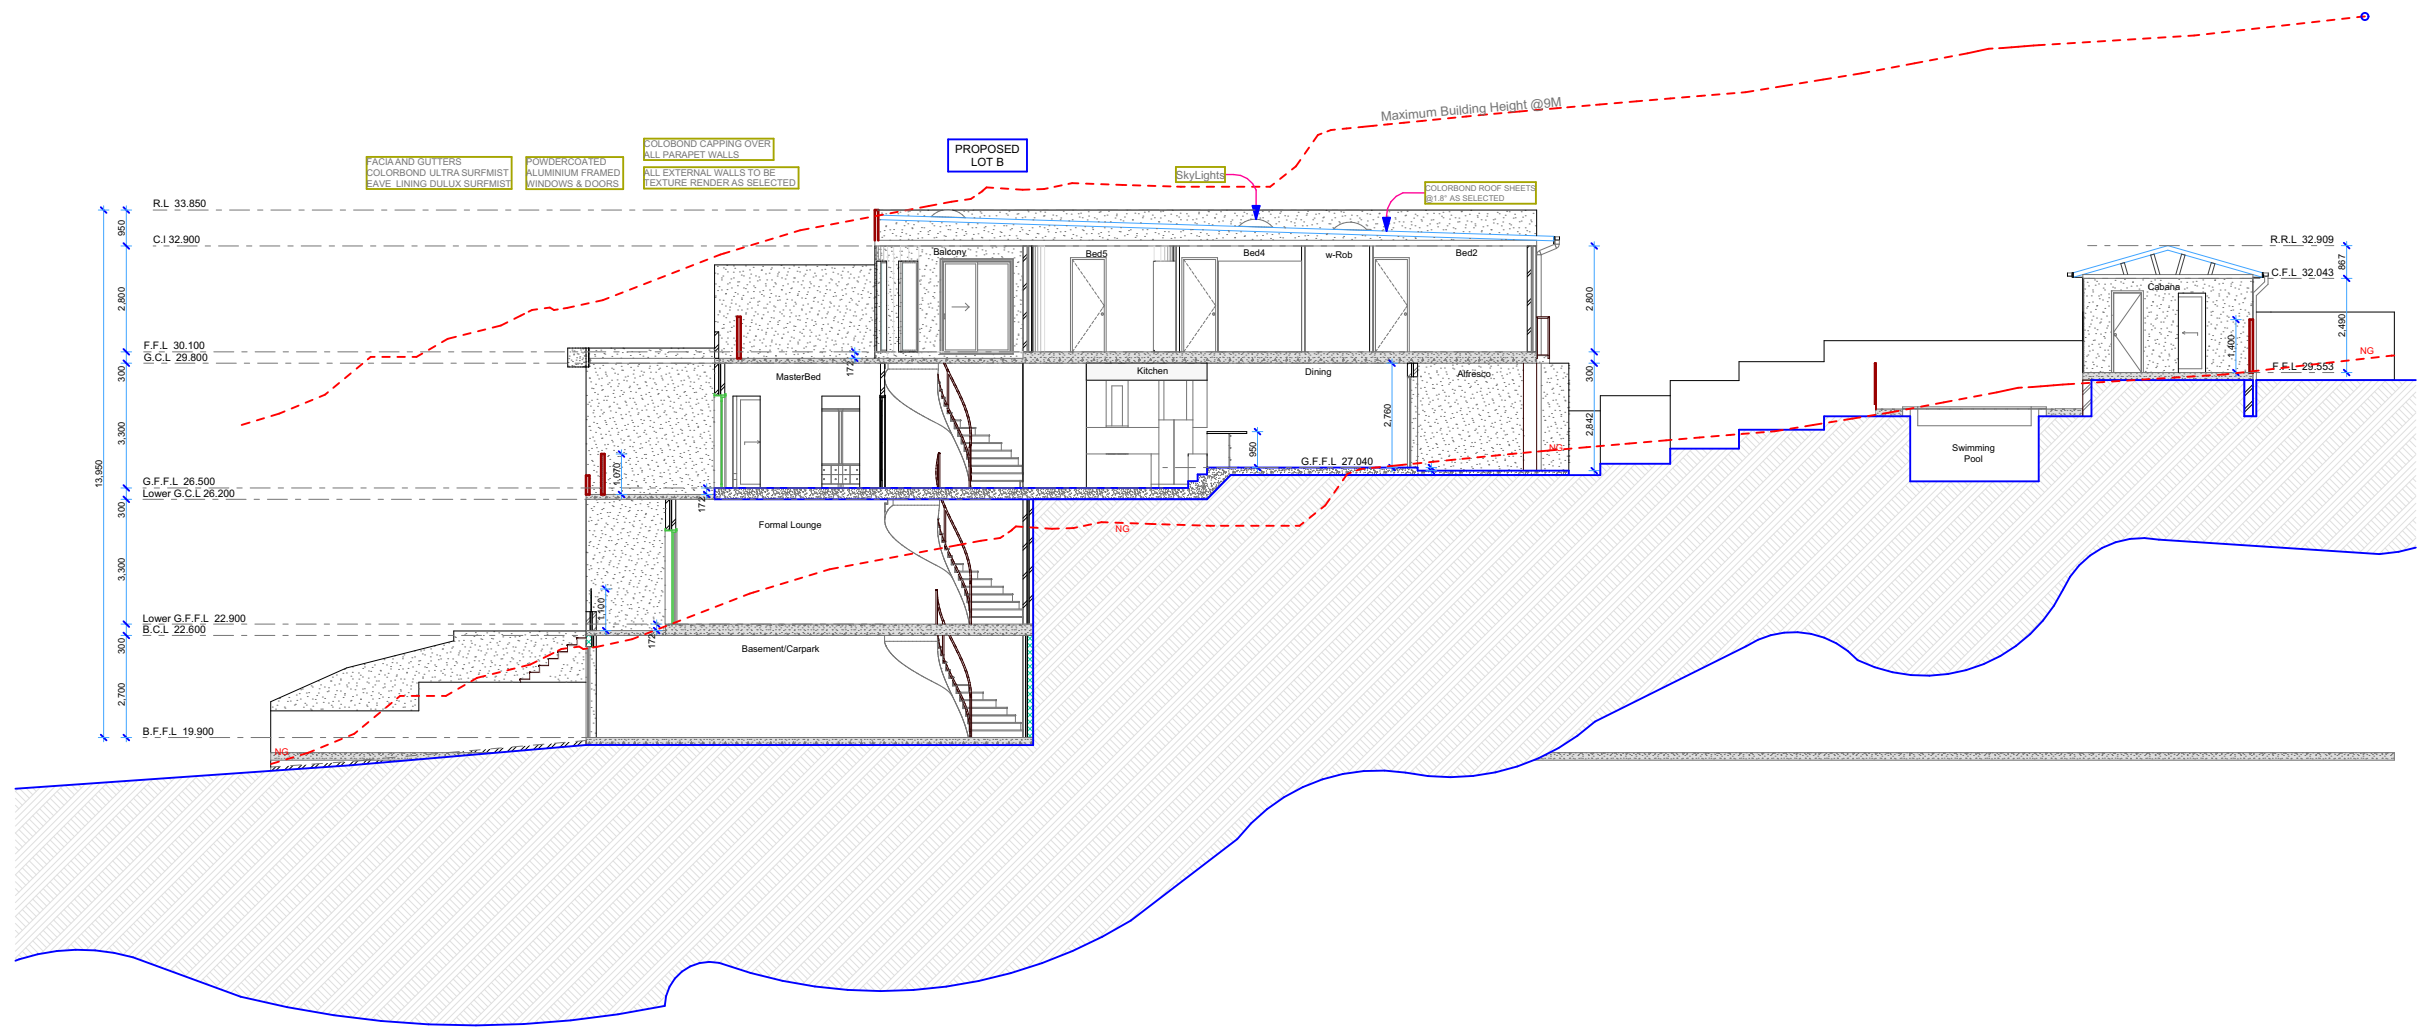 Maximum Building Height @9M
FACIA AND GUTTERS
COLORBOND ULTRA SURFMIST
EAVE LINING DULUX SURFMIST
POWDERCOATED
ALUMINIUM FRAMED
WINDOWS & DOORS
COLOBOND CAPPING OVER
ALL PARAPET WALLS
ALL EXTERNAL WALLS TO BE
TEXTURE RENDER AS SELECTED
PROPOSED
LOT B
SkyLights
COLORBOND ROOF SHEETS
@1.8° AS SELECTED
R.L 33.850
C.l 32.900
F.F.L 30.100
G.C.L 29.800
G.F.F.L 26.500
Lower G.C.L 26.200
Lower G.F.F.L 22.900
B.C.L 22.600
B.F.F.L 19.900
13,950
950
2,800
300
3,300
300
3,300
300
2,700
Balcony
Bed5
Bed4
w-Rob
Bed2
2,800
300
2,842
172
MasterBed
Kitchen
Dining
Alfresco
2,760
950
G.F.F.L 27.040
NG
1,070
172
Formal Lounge
NG
1,100
172
Basement/Carpark
NG
R.R.L 32.909
C.F.L 32.043
867
2,490
Cabana
1,400
NG
F.F.L 29.553
Swimming
Pool